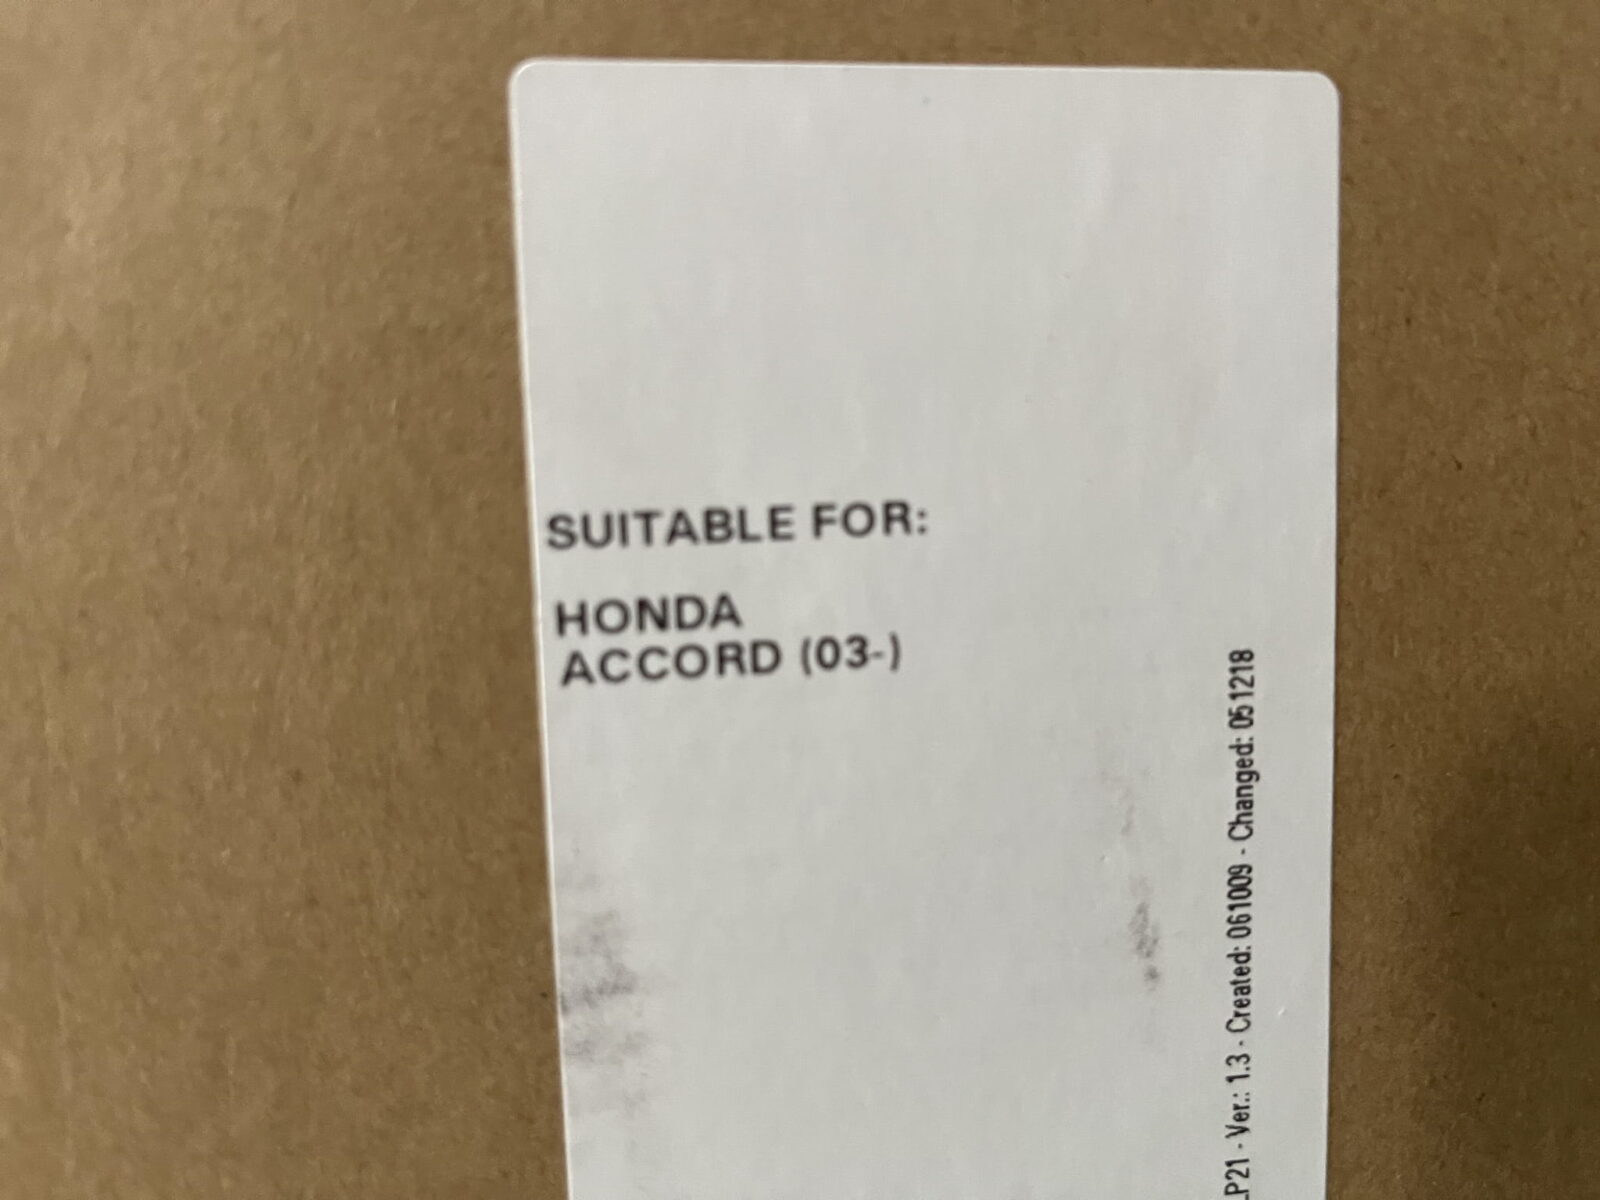 SUITABLE FOR:
HONDA
ACCORD (03-)
P21 - Ver.: 1.3 - Created: 061009 - Changed: 051218